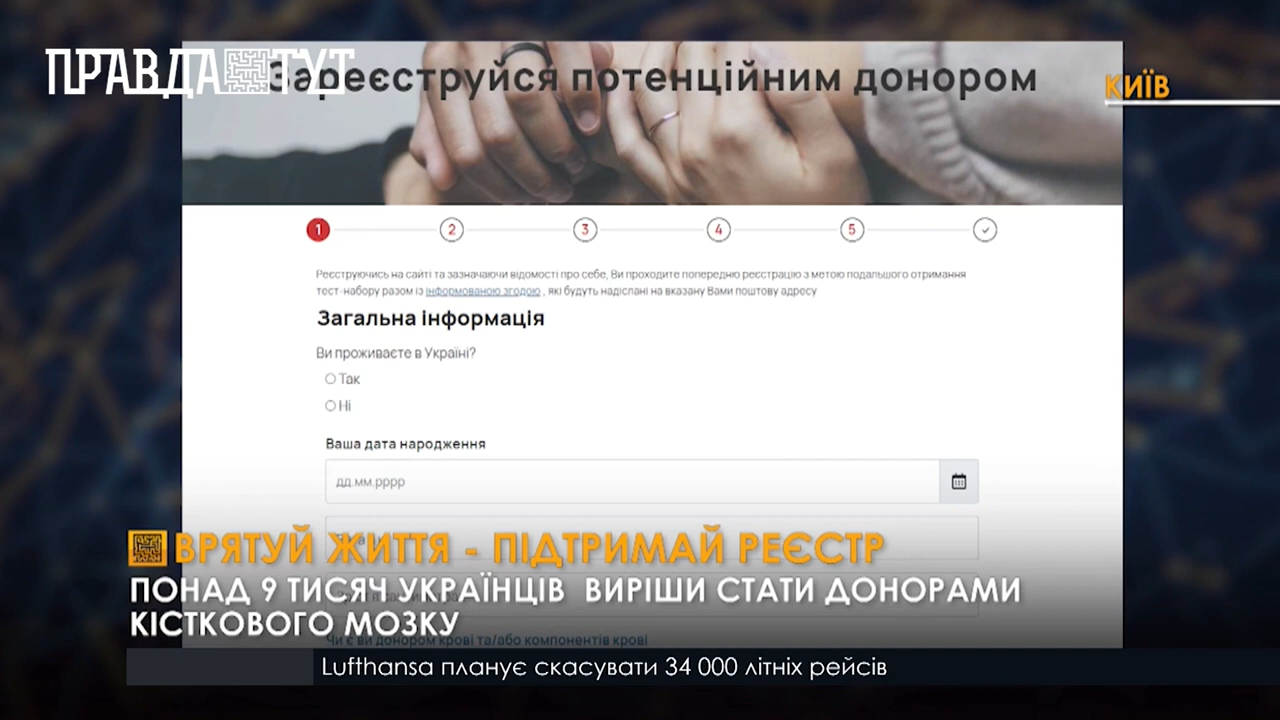 ПРАВДА ТУТ
Зареєструйся потенційним донором
КИЇВ
1 2 3 4 5
Реєструючись на сайті та зазначаючи відомості про себе, Ви проходите попередню реєстрацію з метою подальшого отримання
тест-набору разом із інформованою згодою , які будуть надіслані на вказану Вами поштову адресу
Загальна інформація
Ви проживаєте в Україні?
Так
Ні
Ваша дата народження
дд.мм.рррр
ВРЯТУЙ ЖИТТЯ - ПІДТРИМАЙ РЕЄСТР
ПОНАД 9 ТИСЯЧ УКРАЇНЦІВ ВИРІШИ СТАТИ ДОНОРАМИ
КІСТКОВОГО МОЗКУ
Чи є ви донором крові та/або компонентів крові
Lufthansa планує скасувати 34 000 літніх рейсів